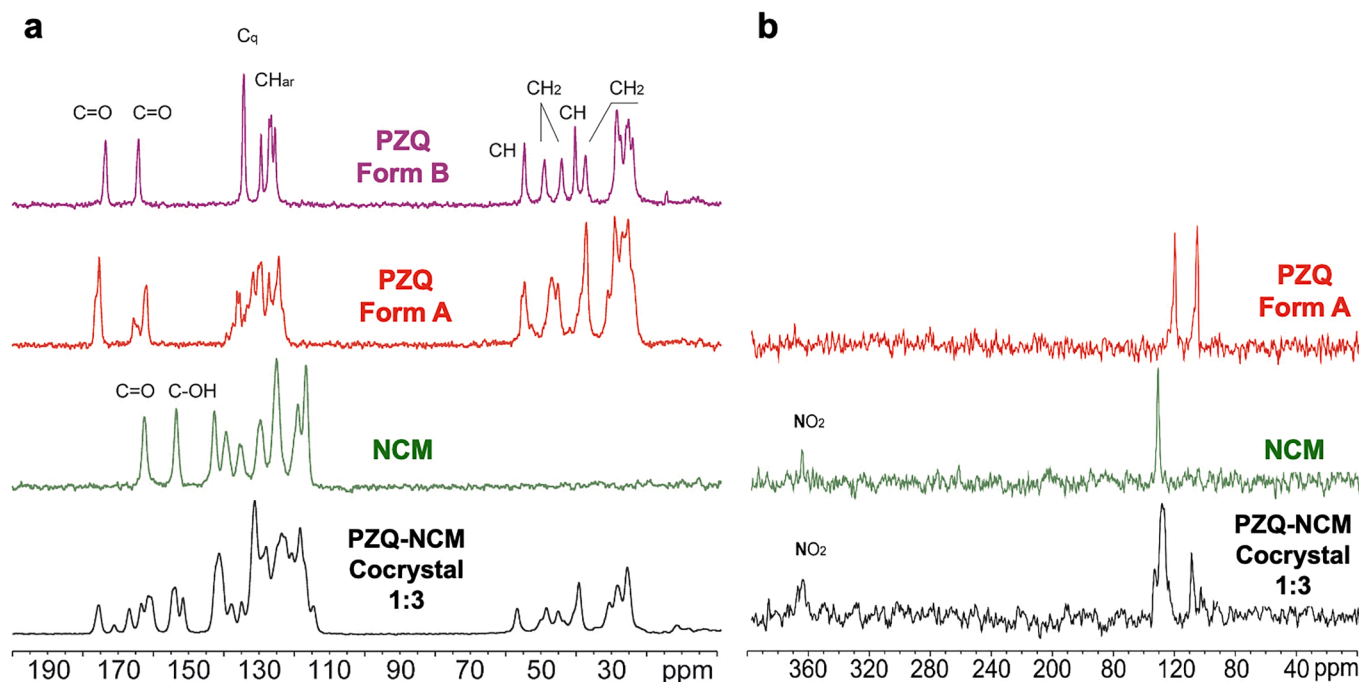 a
Cq
CHar
C=O
C=O
CH2
CH
CH2
CH
PZQ
Form B
PZQ
Form A
C=O
C-OH
NCM
PZQ-NCM
Cocrystal
1:3
190 170 150 130 110 90 70 50 30 ppm
b
PZQ
Form A
NO2
NCM
NO2
PZQ-NCM
Cocrystal
1:3
360 320 280 240 200 80 120 80 40 ppm